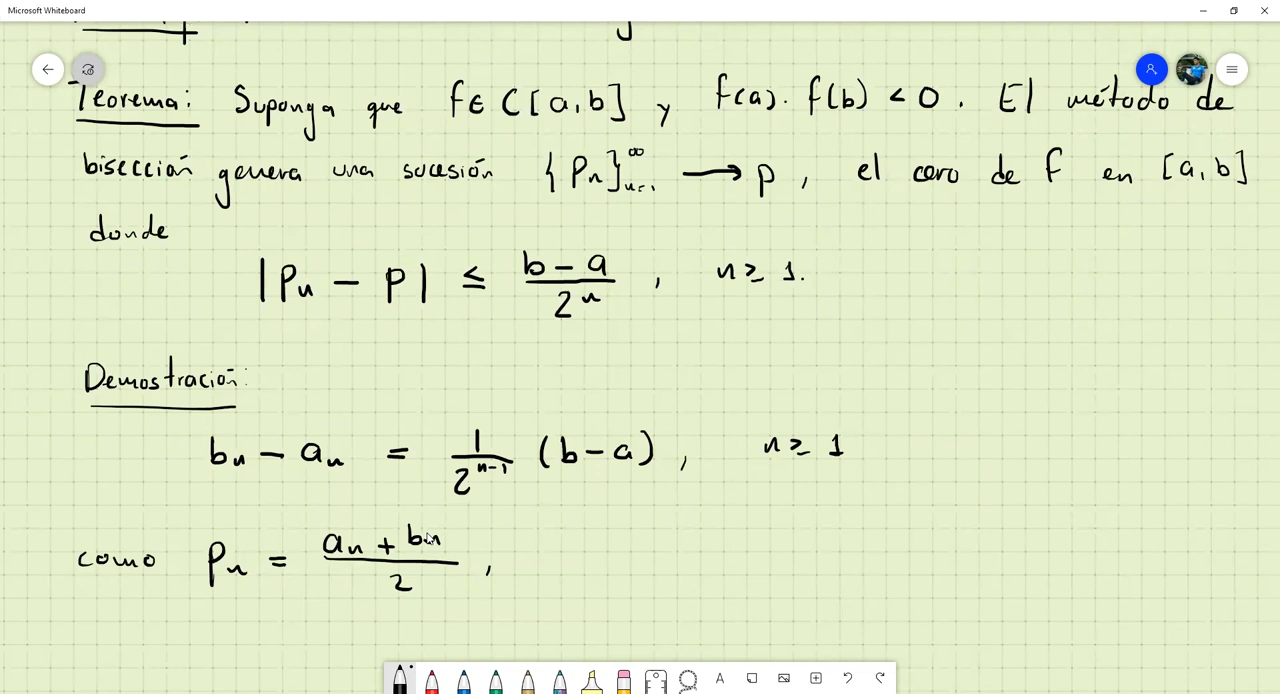 Microsoft Whiteboard
Teorema: Suponga que f ∈ C[a,b] y f(a). f(b) < 0. El método de
bisección genera una sucesión {Pn}∞n=1 → p, el cero de f en [a,b]
donde
|Pn - p| ≤ (b-a)/2^n, n ≥ 1.
Demostración:
bn - an = 1/2^(n-1) (b-a), n ≥ 1
como Pn = (an + bn)/2,
A